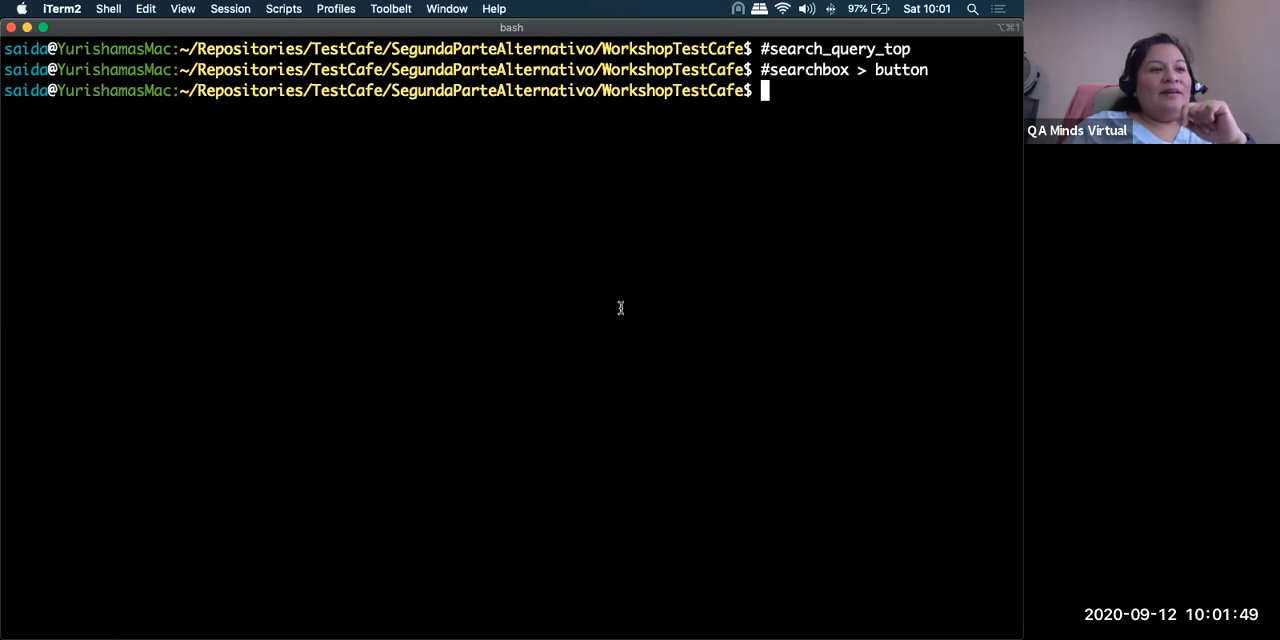 iTerm2 Shell Edit View Session Scripts Profiles Toolbelt Window Help 97% Sat 10:01
bash ⌥⌘1
saida@YurishamasMac:~/Repositories/TestCafe/SegundaParteAlternativo/WorkshopTestCafe$ #search_query_top
saida@YurishamasMac:~/Repositories/TestCafe/SegundaParteAlternativo/WorkshopTestCafe$ #searchbox > button
saida@YurishamasMac:~/Repositories/TestCafe/SegundaParteAlternativo/WorkshopTestCafe$
QA Minds Virtual
2020-09-12 10:01:49